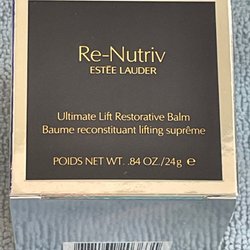 Re-Nutriv
ESTĒE LAUDER
Ultimate Lift Restorative Balm
Baume reconstituant lifting suprême
POIDS NET WT. .84 OZ./24g ℮